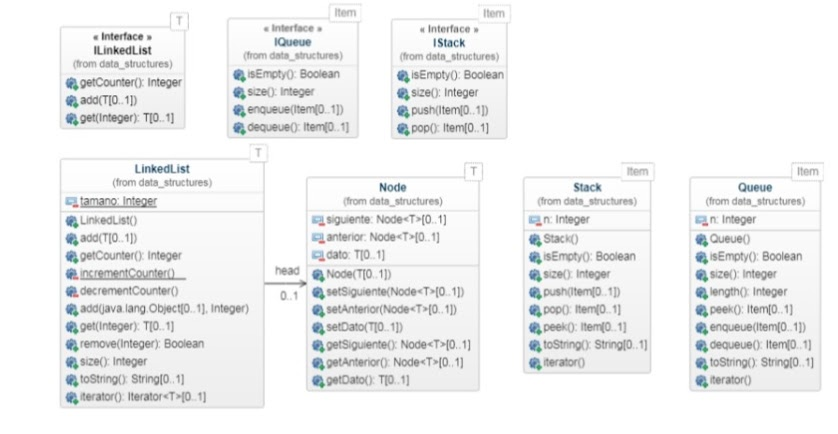 T
« Interface »
ILinkedList
(from data_structures)
getCounter(): Integer
add(T[0..1])
get(Integer): T[0..1]
Item
« Interface »
IQueue
(from data_structures)
isEmpty(): Boolean
size(): Integer
enqueue(Item[0..1])
dequeue(): Item[0..1]
Item
« Interface »
IStack
(from data_structures)
isEmpty(): Boolean
size(): Integer
push(Item[0..1])
pop(): Item[0..1]
T
LinkedList
(from data_structures)
tamano: Integer
LinkedList()
add(T[0..1])
getCounter(): Integer
incrementCounter()
decrementCounter()
add(java.lang.Object[0..1], Integer)
get(Integer): T[0..1]
remove(Integer): Boolean
size(): Integer
toString(): String[0..1]
iterator(): Iterator<T>[0..1]
head
0..1
T
Node
(from data_structures)
siguiente: Node<T>[0..1]
anterior: Node<T>[0..1]
dato: T[0..1]
Node(T[0..1])
setSiguiente(Node<T>[0..1])
setAnterior(Node<T>[0..1])
setDato(T[0..1])
getSiguiente(): Node<T>[0..1]
getAnterior(): Node<T>[0..1]
getDato(): T[0..1]
Item
Stack
(from data_structures)
n: Integer
Stack()
isEmpty(): Boolean
size(): Integer
push(Item[0..1])
pop(): Item[0..1]
peek(): Item[0..1]
toString(): String[0..1]
iterator()
Item
Queue
(from data_structures)
n: Integer
Queue()
isEmpty(): Boolean
size(): Integer
length(): Integer
peek(): Item[0..1]
enqueue(Item[0..1])
dequeue(): Item[0..1]
toString(): String[0..1]
iterator()